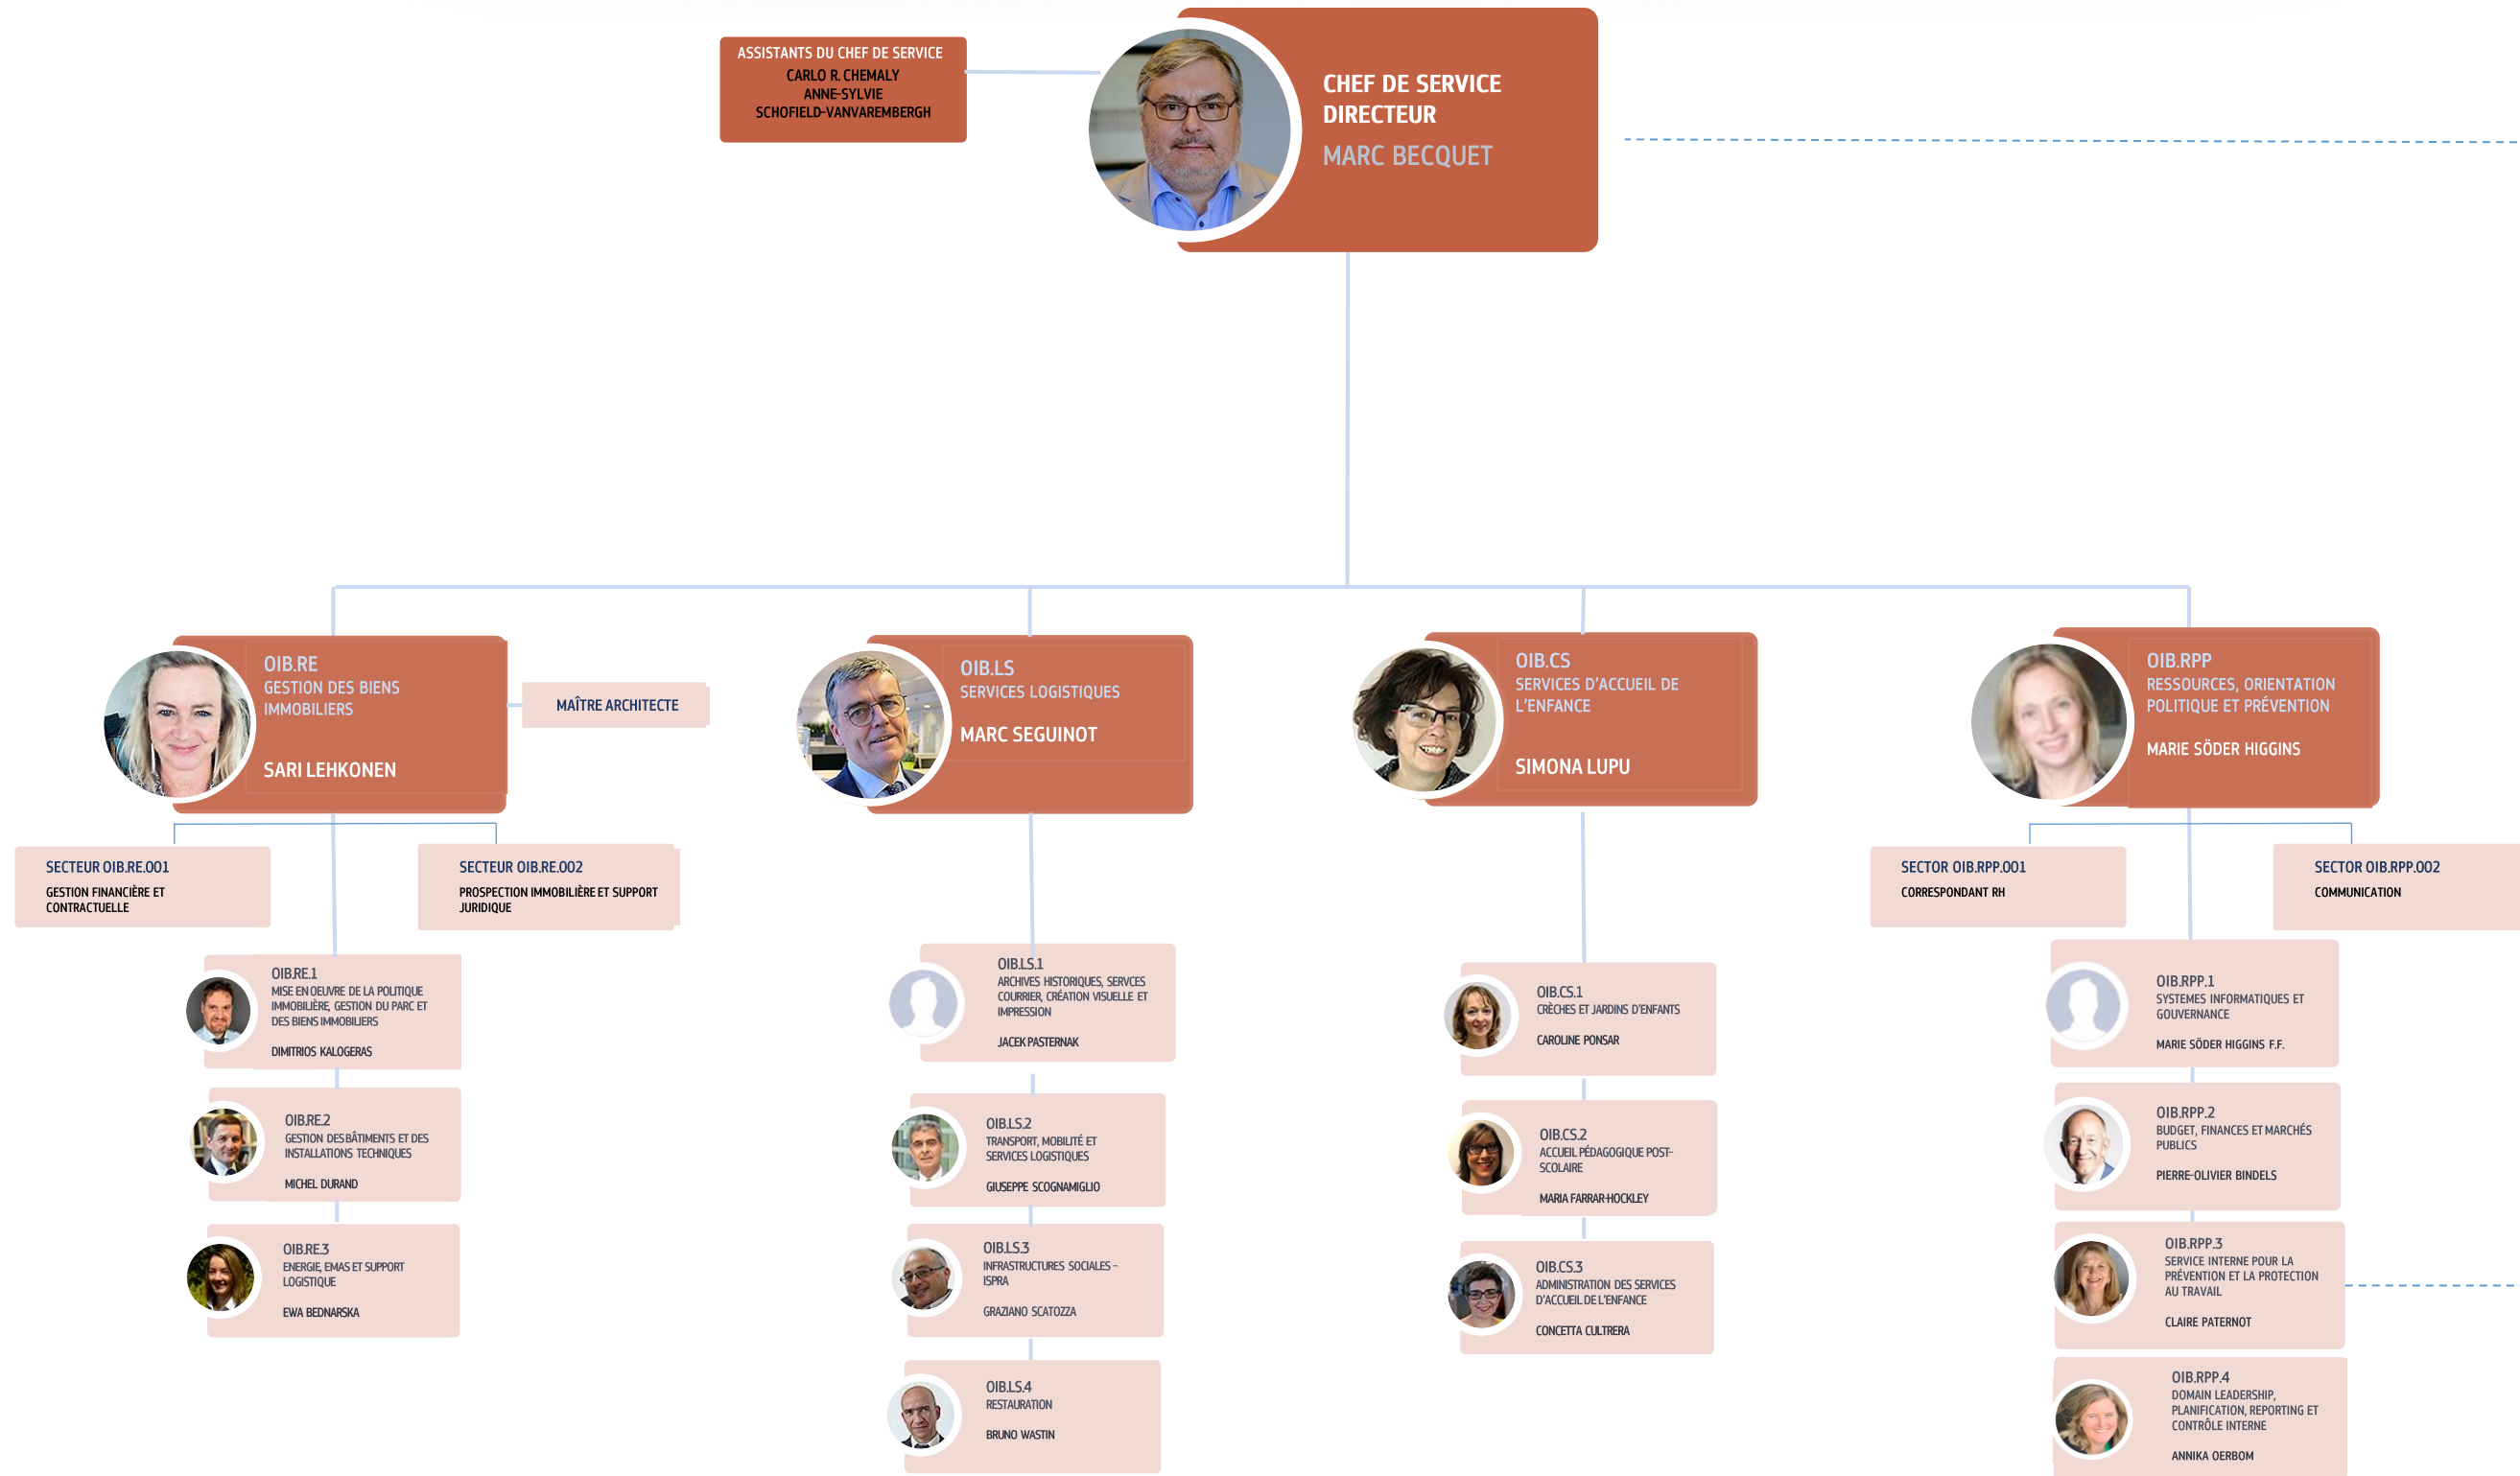 ASSISTANTS DU CHEF DE SERVICE
CARLO R. CHEMALY
ANNE-SYLVIE
SCHOFIELD-VANVAREMBERGH
CHEF DE SERVICE
DIRECTEUR
MARC BECQUET
OIB.RE
GESTION DES BIENS
IMMOBILIERS
SARI LEHKONEN
MAÎTRE ARCHITECTE
OIB.LS
SERVICES LOGISTIQUES
MARC SEGUINOT
OIB.CS
SERVICES D'ACCUEIL DE
L'ENFANCE
SIMONA LUPU
OIB.RPP
RESSOURCES, ORIENTATION
POLITIQUE ET PRÉVENTION
MARIE SÖDER HIGGINS
SECTEUR OIB.RE.001
GESTION FINANCIÈRE ET
CONTRACTUELLE
SECTEUR OIB.RE.002
PROSPECTION IMMOBILIÈRE ET SUPPORT
JURIDIQUE
SECTOR OIB.RPP.001
CORRESPONDANT RH
SECTOR OIB.RPP.002
COMMUNICATION
OIB.RE.1
MISE EN OEUVRE DE LA POLITIQUE
IMMOBILIÈRE, GESTION DU PARC ET
DES BIENS IMMOBILIERS
DIMITRIOS KALOGERAS
OIB.RE.2
GESTION DES BÂTIMENTS ET DES
INSTALLATIONS TECHNIQUES
MICHEL DURAND
OIB.RE.3
ENERGIE, EMAS ET SUPPORT
LOGISTIQUE
EWA BEDNARSKA
OIB.LS.1
ARCHIVES HISTORIQUES, SERVCES
COURRIER, CRÉATION VISUELLE ET
IMPRESSION
JACEK PASTERNAK
OIB.LS.2
TRANSPORT, MOBILITÉ ET
SERVICES LOGISTIQUES
GIUSEPPE SCOGNAMIGLIO
OIB.LS.3
INFRASTRUCTURES SOCIALES -
ISPRA
GRAZIANO SCATOZZA
OIB.LS.4
RESTAURATION
BRUNO WASTIN
OIB.CS.1
CRÈCHES ET JARDINS D'ENFANTS
CAROLINE PONSAR
OIB.CS.2
ACCUEIL PÉDAGOGIQUE POST-
SCOLAIRE
MARIA FARRAR-HOCKLEY
OIB.CS.3
ADMINISTRATION DES SERVICES
D'ACCUEIL DE L'ENFANCE
CONCETTA CULTRERA
OIB.RPP.1
SYSTEMES INFORMATIQUES ET
GOUVERNANCE
MARIE SÖDER HIGGINS F.F.
OIB.RPP.2
BUDGET, FINANCES ET MARCHÉS
PUBLICS
PIERRE-OLIVIER BINDELS
OIB.RPP.3
SERVICE INTERNE POUR LA
PRÉVENTION ET LA PROTECTION
AU TRAVAIL
CLAIRE PATERNOT
OIB.RPP.4
DOMAIN LEADERSHIP,
PLANIFICATION, REPORTING ET
CONTRÔLE INTERNE
ANNIKA OERBOM